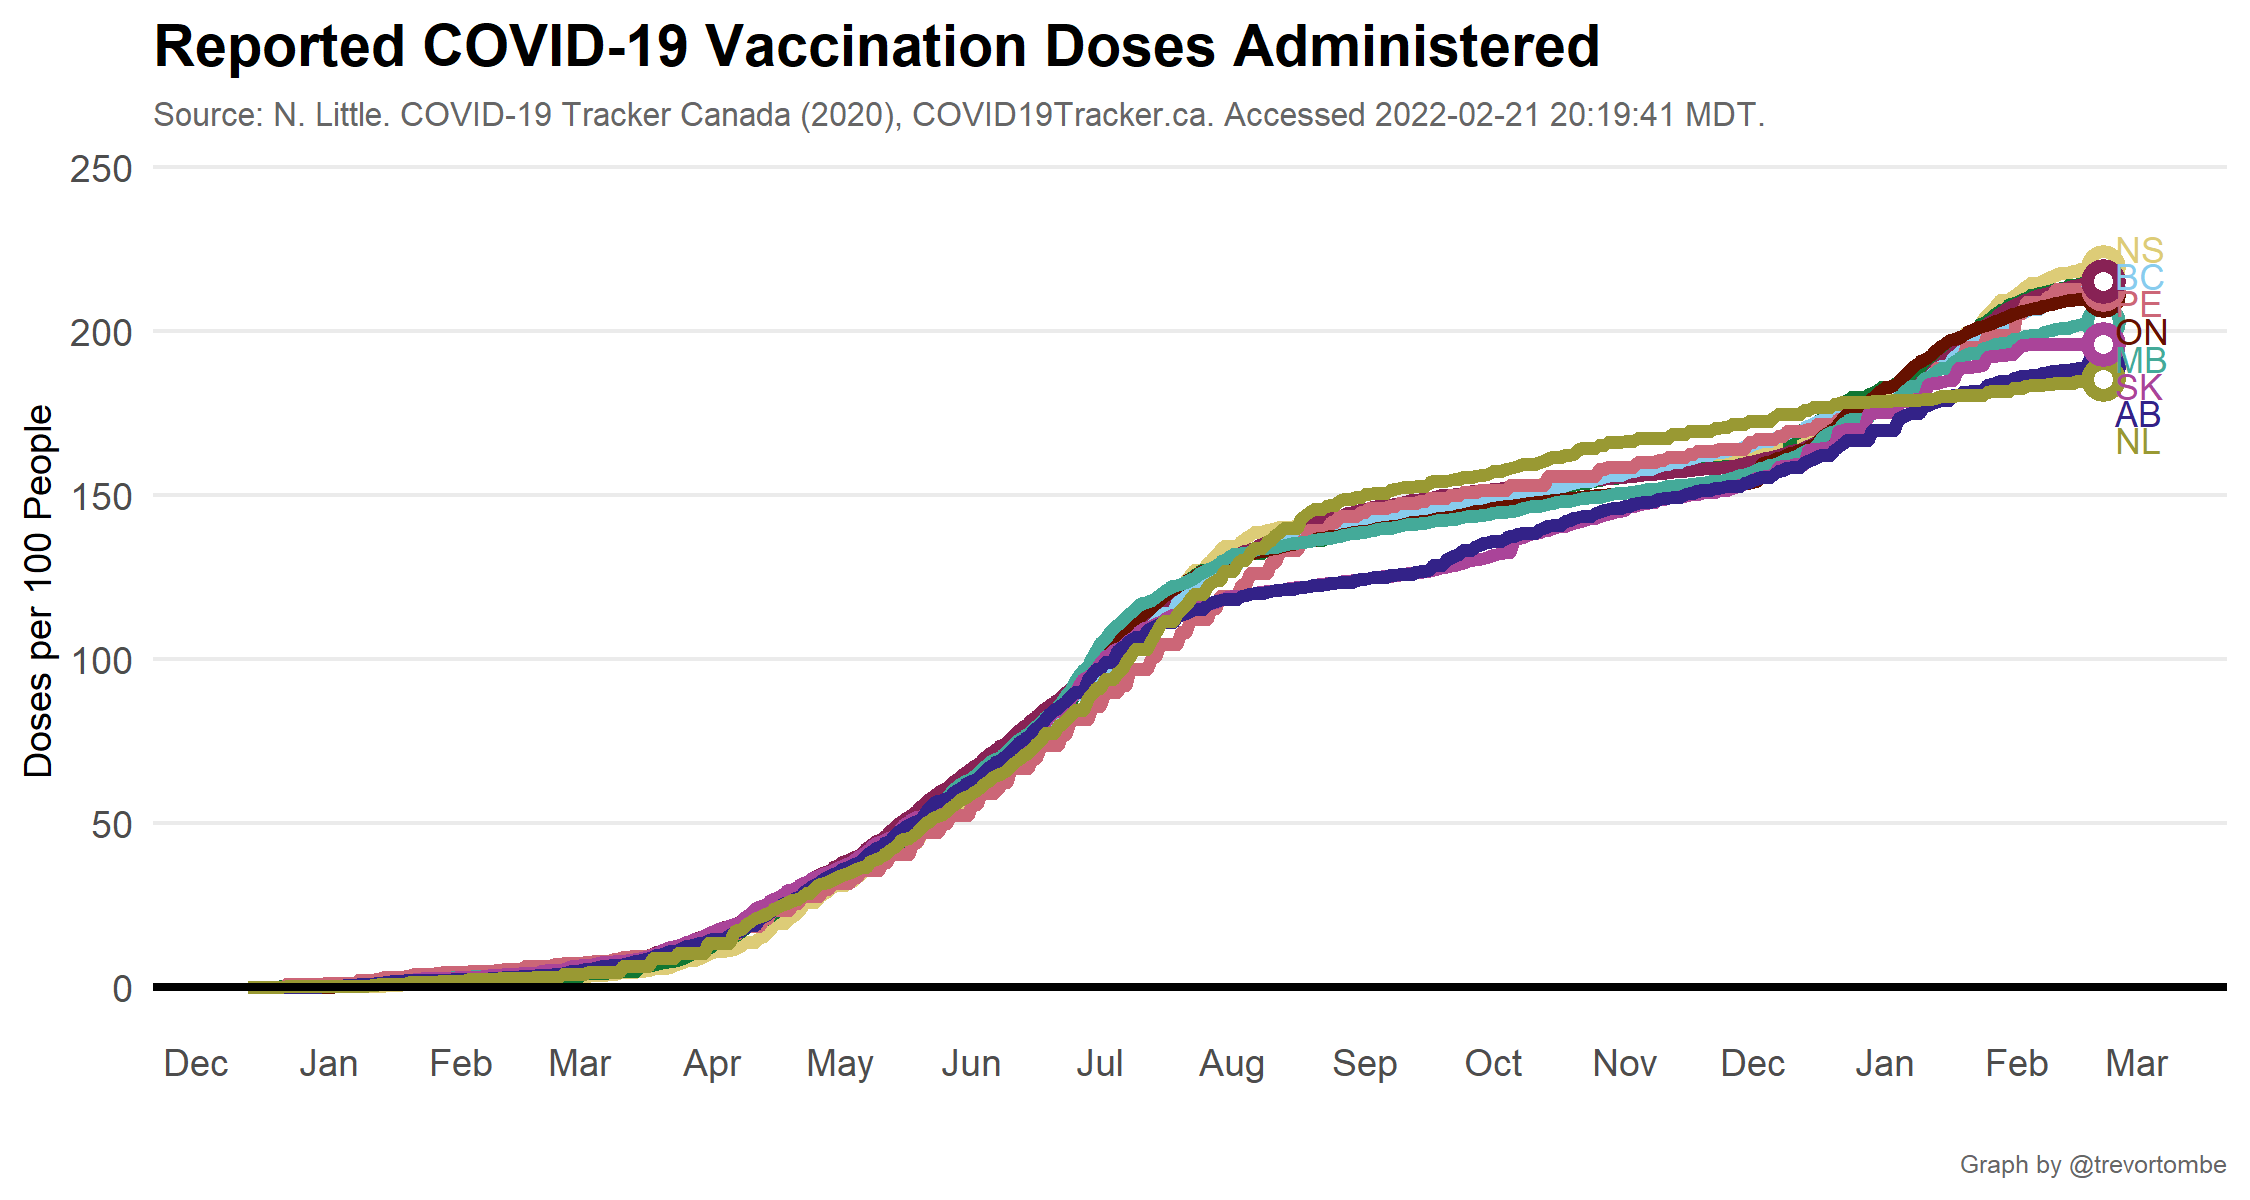 Reported COVID-19 Vaccination Doses Administered
Source: N. Little. COVID-19 Tracker Canada (2020), COVID19Tracker.ca. Accessed 2022-02-21 20:19:41 MDT.
Doses per 100 People
250
200
150
100
50
0
NS
BC
PE
ON
MB
SK
AB
NL
Dec Jan Feb Mar Apr May Jun Jul Aug Sep Oct Nov Dec Jan Feb Mar
Graph by @trevortombe